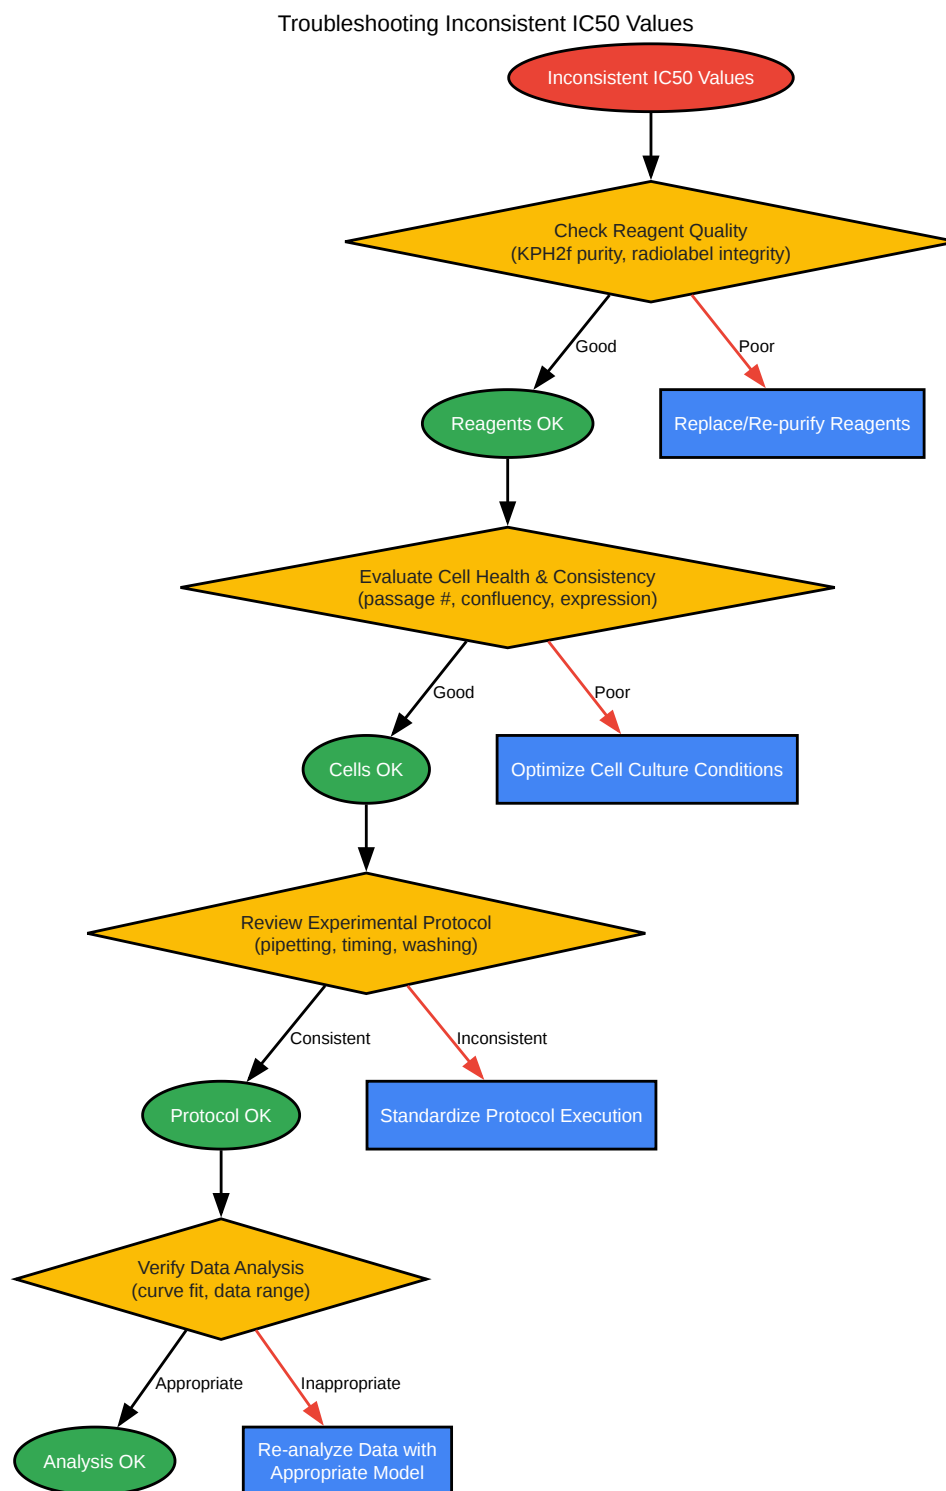 Troubleshooting Inconsistent IC50 Values
Inconsistent IC50 Values
Check Reagent Quality
(KPH2f purity, radiolabel integrity)
Good
Poor
Reagents OK
Replace/Re-purify Reagents
Evaluate Cell Health & Consistency
(passage #, confluency, expression)
Good
Poor
Cells OK
Optimize Cell Culture Conditions
Review Experimental Protocol
(pipetting, timing, washing)
Consistent
Inconsistent
Protocol OK
Standardize Protocol Execution
Verify Data Analysis
(curve fit, data range)
Appropriate
Inappropriate
Analysis OK
Re-analyze Data with
Appropriate Model